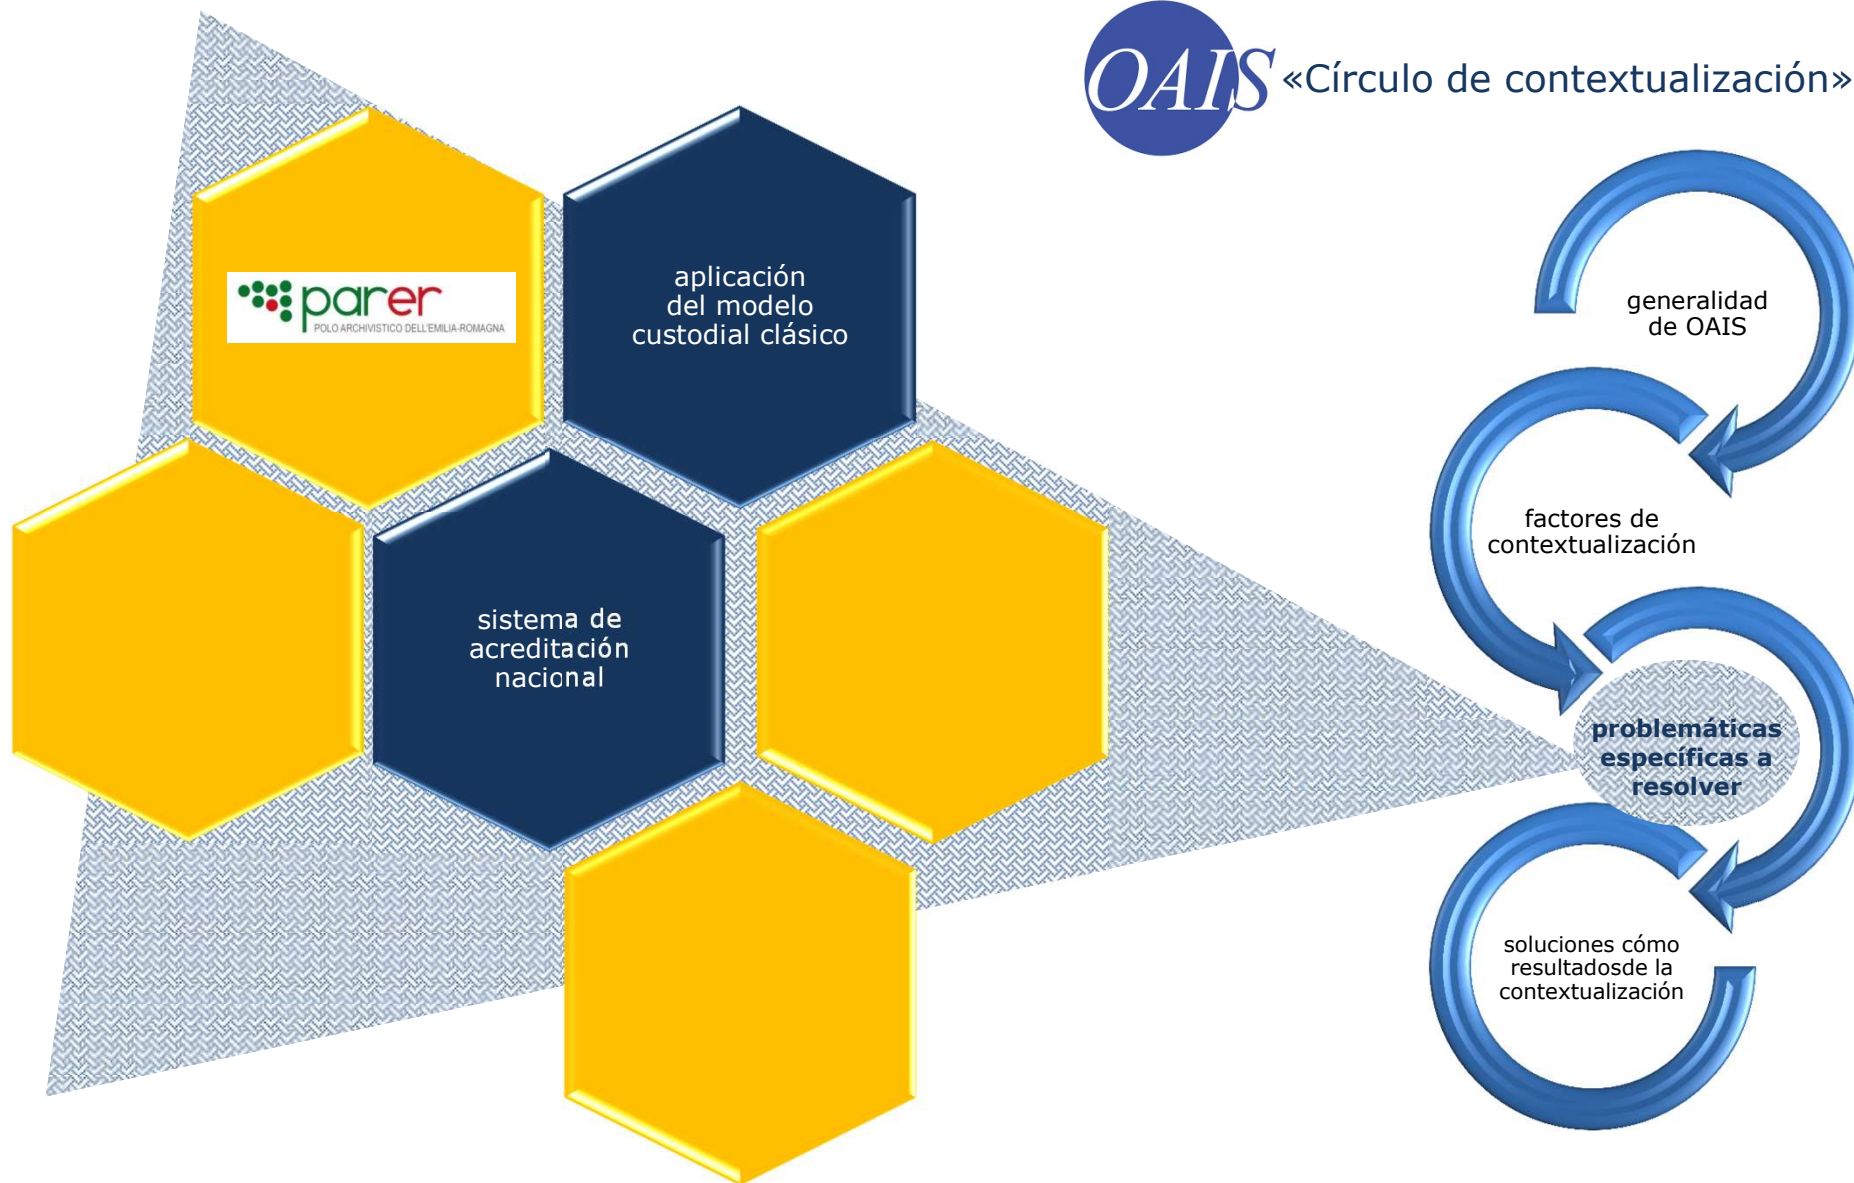 OAIS «Círculo de contextualización»
parer
POLO ARCHIVISTICO DELL'EMILIA-ROMAGNA
aplicación
del modelo
custodial clásico
sistema de
acreditación
nacional
generalidad
de OAIS
factores de
contextualización
problemáticas
específicas a
resolver
soluciones cómo
resultadosde la
contextualización